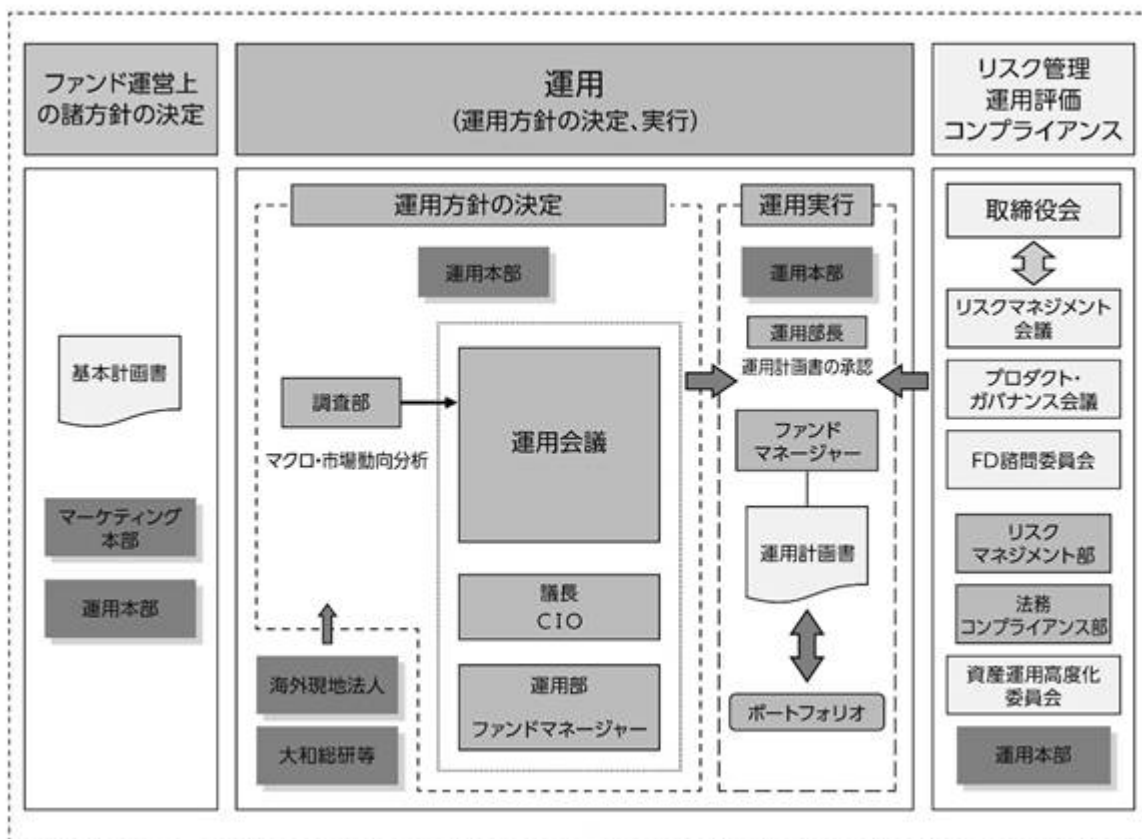 ファンド運営上
の諸方針の決定
基本計画書
マーケティング
本部
運用本部
運用
(運用方針の決定、実行)
運用方針の決定
運用本部
調査部
マクロ・市場動向分析
運用会議
議長
CIO
運用部
ファンドマネージャー
海外現地法人
大和総研等
運用実行
運用本部
運用部長
運用計画書の承認
ファンド
マネージャー
運用計画書
ポートフォリオ
リスク管理
運用評価
コンプライアンス
取締役会
リスクマネジメント
会議
プロダクト・
ガバナンス会議
FD諮問委員会
リスク
マネジメント部
法務
コンプライアンス部
資産運用高度化
委員会
運用本部